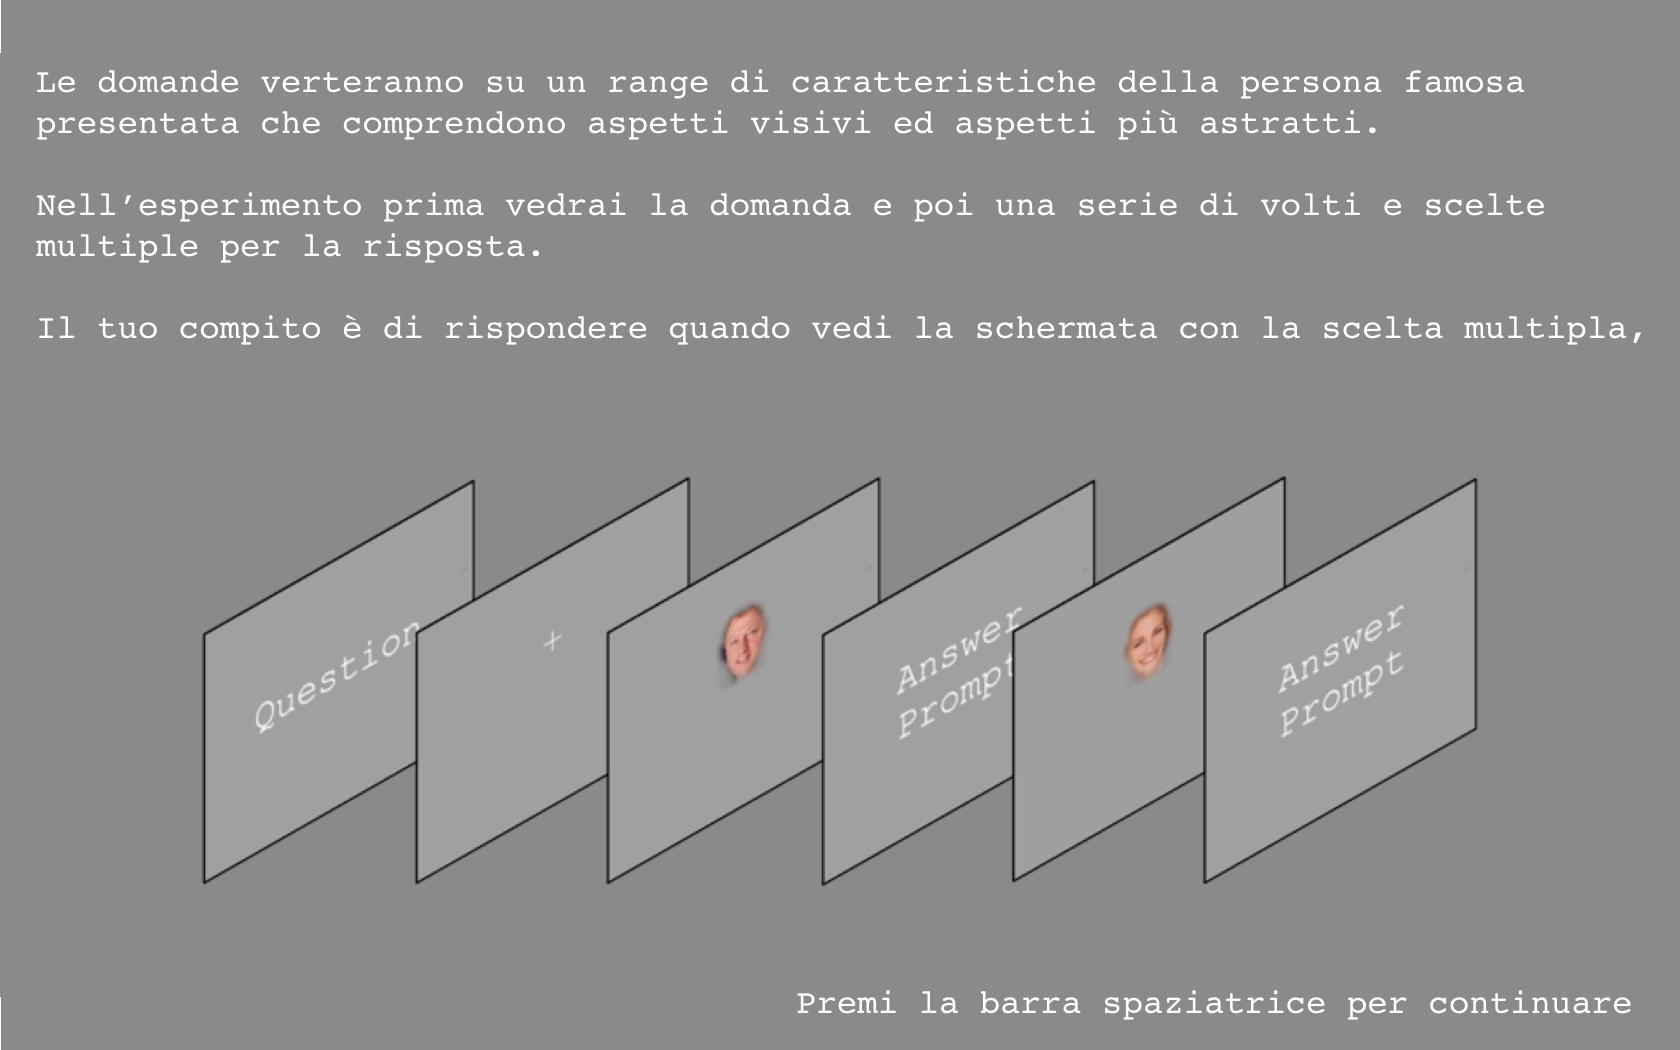 Le domande verteranno su un range di caratteristiche della persona famosa
presentata che comprendono aspetti visivi ed aspetti più astratti.
Nell’esperimento prima vedrai la domanda e poi una serie di volti e scelte
multiple per la risposta.
Il tuo compito è di rispondere quando vedi la schermata con la scelta multipla,
Question
+
Answer
Prompt
Answer
Prompt
Premi la barra spaziatrice per continuare